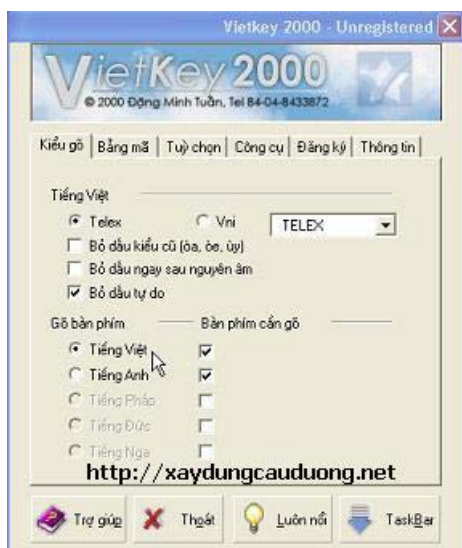 Vietkey 2000 - Unregistered
VietKey 2000
© 2000 Đặng Minh Tuấn, Tel 84-04-8433872
Kiểu gõ Bảng mã Tuỳ chọn Công cụ Đăng ký Thông tin
Tiếng Việt
Telex Vni TELEX
Bỏ dấu kiểu cũ (òa, òe, ùy)
Bỏ dấu ngay sau nguyên âm
Bỏ dấu tự do
Gõ bàn phím Bàn phím cần gõ
Tiếng Việt
Tiếng Anh
Tiếng Pháp
Tiếng Đức
Tiếng Nga
http://xaydungcauduong.net
Trợ giúp Thoát Luôn nổi TaskBar